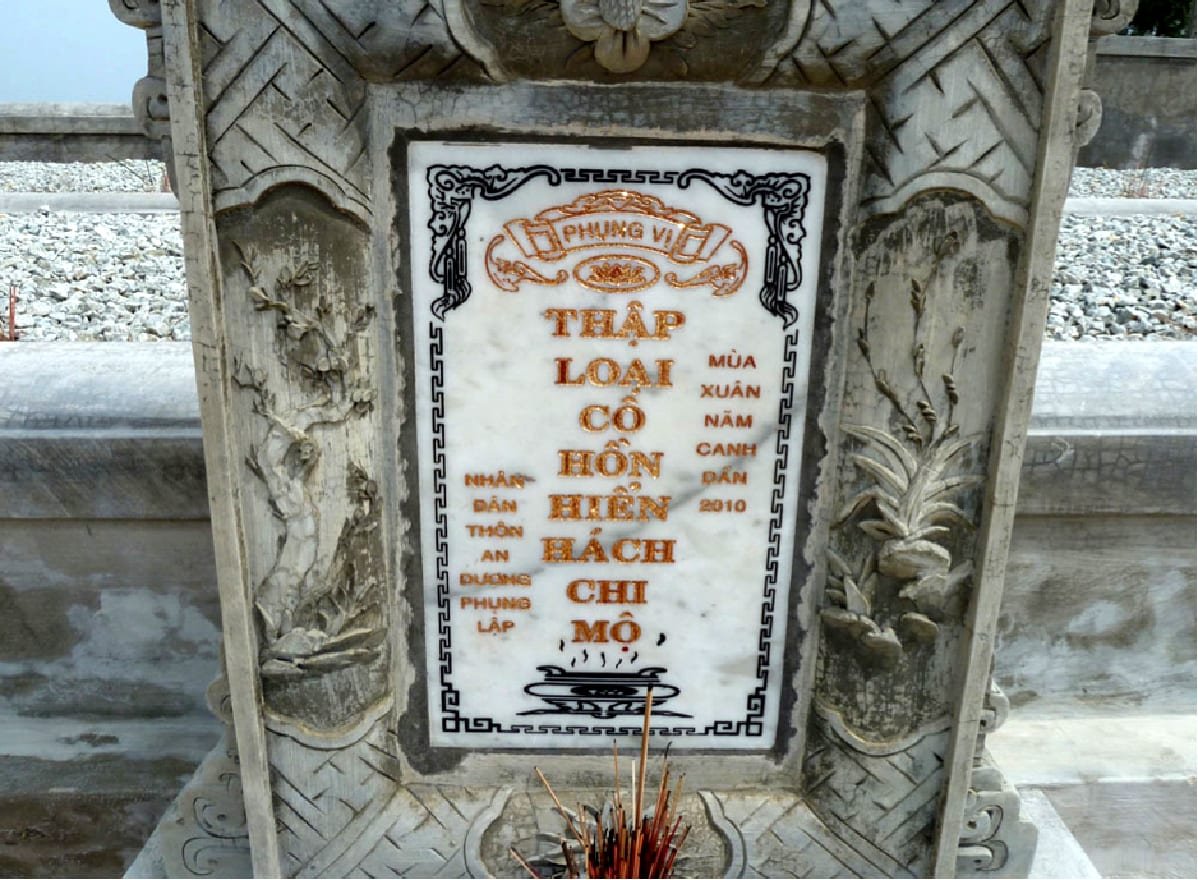 PHỤNG VỊ
THẬP
LOẠI
CÔ
HỒN
HIỂN
HÁCH
CHI
MỘ
MÙA
XUÂN
NĂM
CANH
DẦN
2010
NHÂN
DÂN
THÔN
AN
DƯƠNG
PHỤNG
LẬP